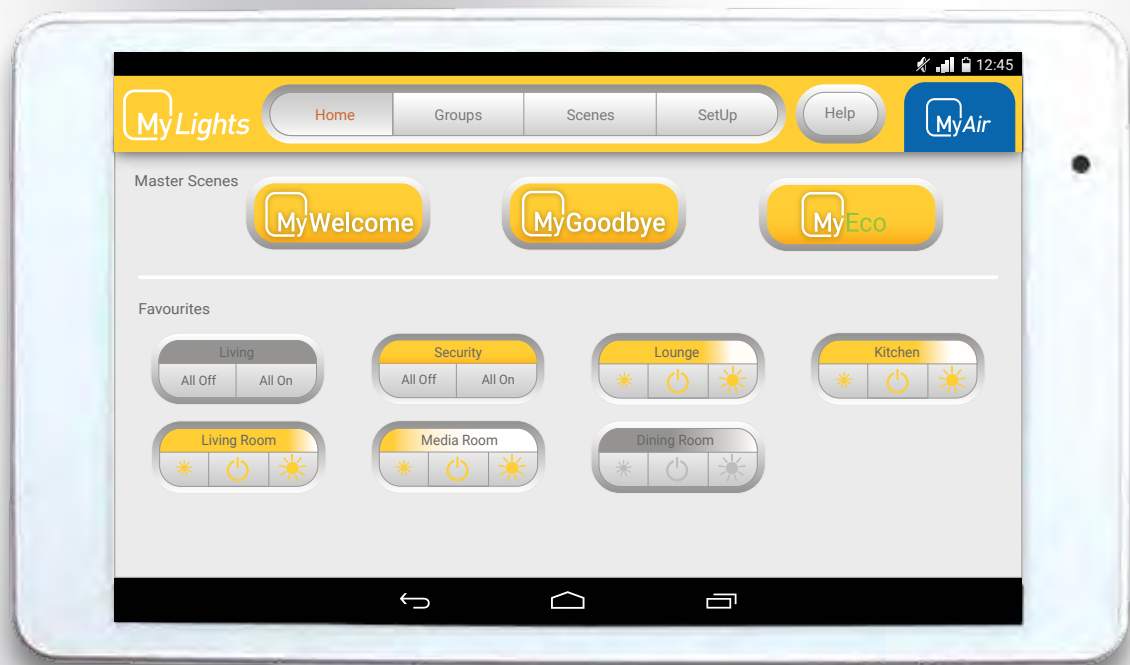 12:45
MyLights
Home Groups Scenes SetUp Help
MyAir
Master Scenes
MyWelcome MyGoodbye MyEco
Favourites
Living Security Lounge Kitchen
All Off All On All Off All On
Living Room Media Room Dining Room